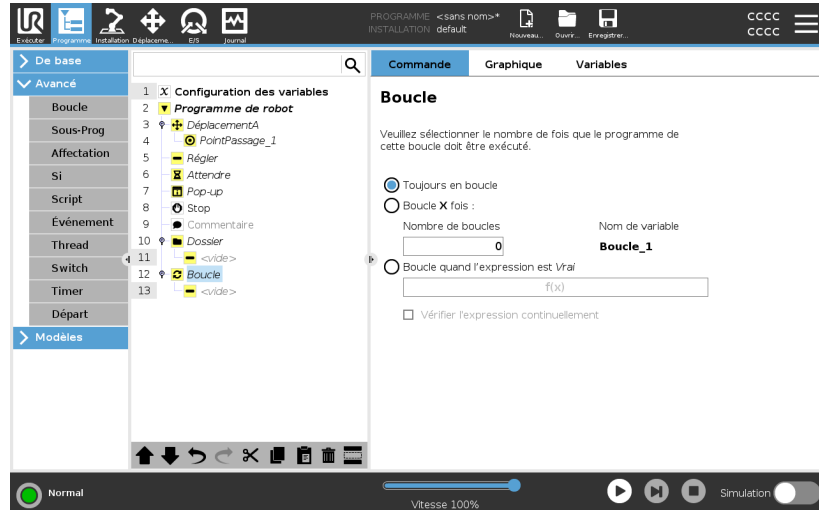 UR
PROGRAMME <sans nom>*
INSTALLATION default
Exécuter
Programme
Installation
Déplaceme...
E/S
Journal
Nouveau...
Ouvrir...
Enregistrer...
cccc
cccc
De base
Avancé
Boucle
Sous-Prog
Affectation
Si
Script
Événement
Thread
Switch
Timer
Départ
Modèles
1 X Configuration des variables
2 Programme de robot
3 DéplacementA
4 PointPassage_1
5 Régler
6 Attendre
7 Pop-up
8 Stop
9 Commentaire
10 Dossier
11 <vide>
12 Boucle
13 <vide>
Commande
Graphique
Variables
Boucle
Veuillez sélectionner le nombre de fois que le programme de
cette boucle doit être exécuté.
Toujours en boucle
Boucle X fois :
Nombre de boucles
Nom de variable
0
Boucle_1
Boucle quand l'expression est Vrai
f(x)
Vérifier l'expression continuellement
Normal
Vitesse 100%
Simulation